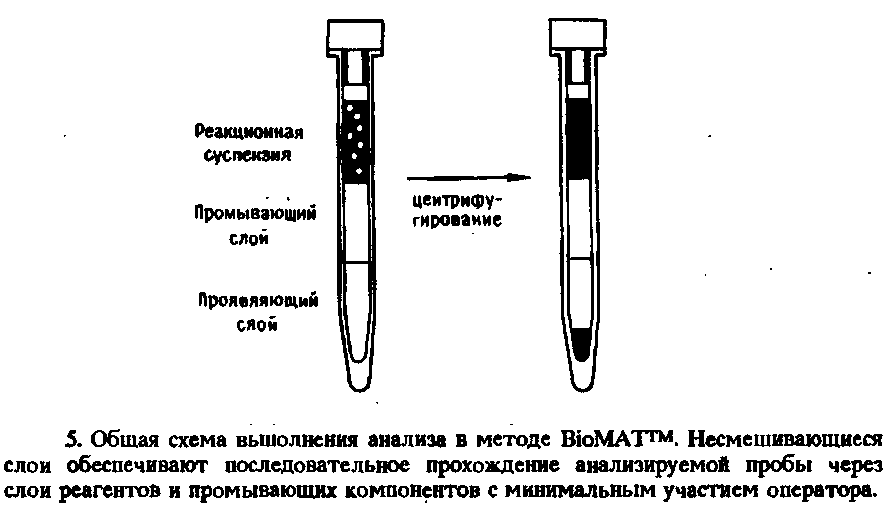 Реакционная
суспензия
Промывающий
слой
Проявляющий
слой
центрифу-
гирование
5. Общая схема выполнения анализа в методе BioMAT™. Несмешивающиеся
слои обеспечивают последовательное прохождение анализируемой пробы через
слои реагентов и промывающих компонентов с минимальным участием оператора.